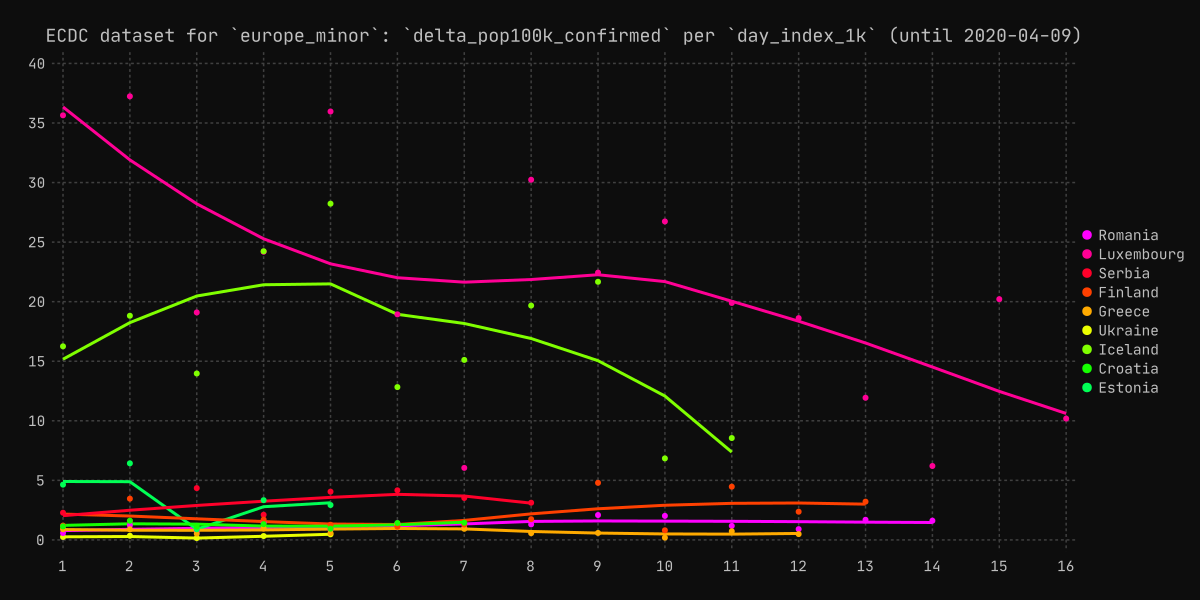 ECDC dataset for `europe_minor`: `delta_pop100k_confirmed` per `day_index_1k` (until 2020-04-09)
40
35
30
25
20
15
10
5
0
1 2 3 4 5 6 7 8 9 10 11 12 13 14 15 16
Romania
Luxembourg
Serbia
Finland
Greece
Ukraine
Iceland
Croatia
Estonia